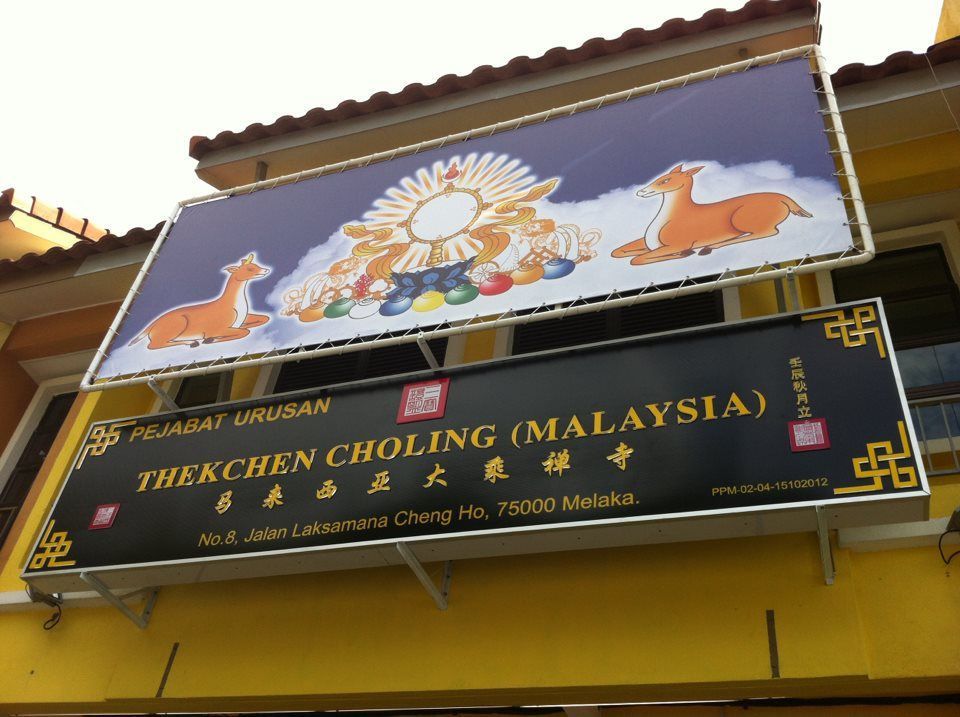 PEJABAT URUSAN
THEKCHEN CHOLING (MALAYSIA)
马来西亚大乘禅寺
No.8, Jalan Laksamana Cheng Ho, 75000 Melaka.
PPM-02-04-15102012
壬辰秋月立